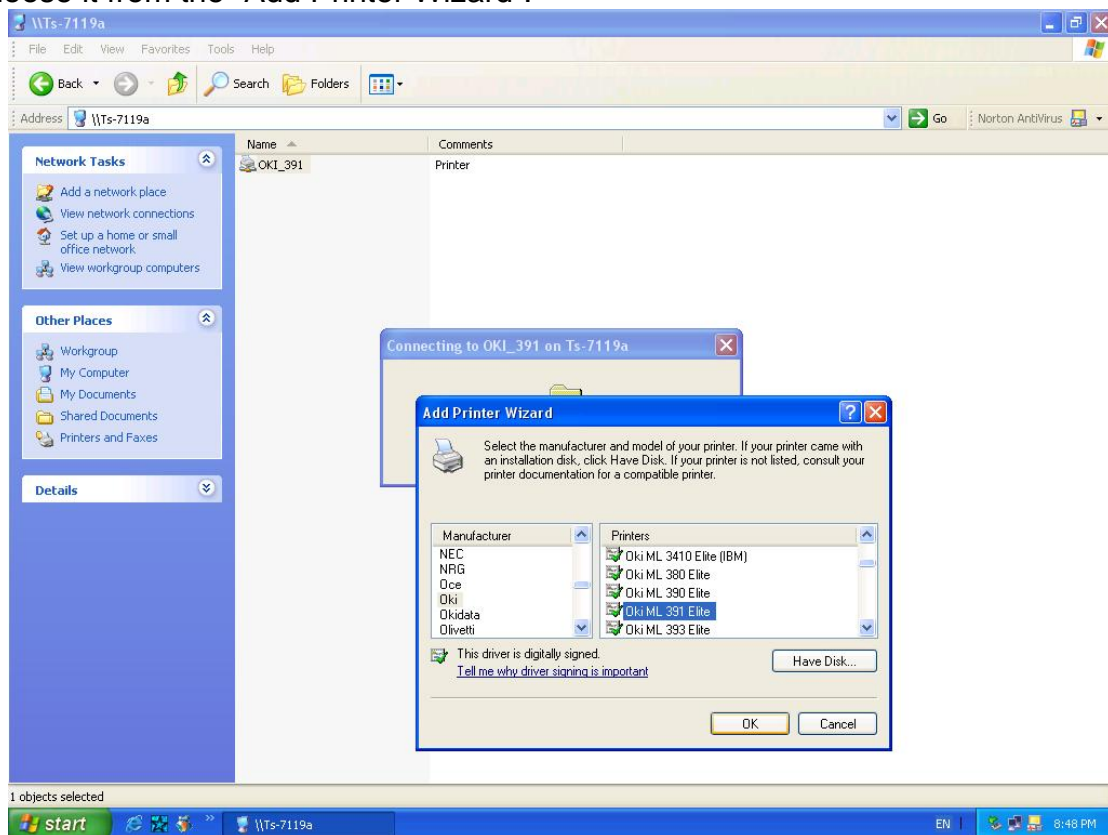 it from the "Add Printer Wizard".
\\Ts-7119a
File Edit View Favorites Tools Help
Back Search Folders
Address \\Ts-7119a Go Norton AntiVirus
Name Comments
Network Tasks
OKI_391 Printer
Add a network place
View network connections
Set up a home or small
office network
View workgroup computers
Other Places
Workgroup
My Computer
My Documents
Shared Documents
Printers and Faxes
Details
Connecting to OKI_391 on Ts-7119a
Add Printer Wizard
Select the manufacturer and model of your printer. If your printer came with
an installation disk, click Have Disk. If your printer is not listed, consult your
printer documentation for a compatible printer.
Manufacturer
NEC
NRG
Oce
Oki
Okidata
Olivetti
Printers
Oki ML 3410 Elite (IBM)
Oki ML 380 Elite
Oki ML 390 Elite
Oki ML 391 Elite
Oki ML 393 Elite
This driver is digitally signed.
Tell me why driver signing is important
Have Disk...
OK Cancel
1 objects selected
start \\Ts-7119a EN 8:48 PM